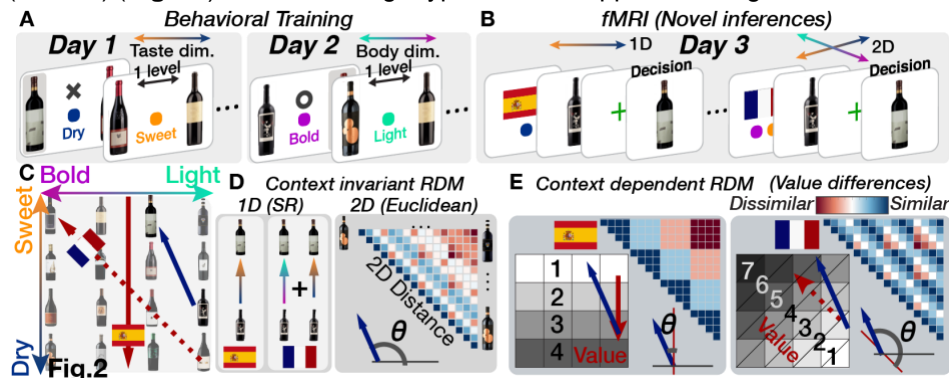 A Behavioral Training
Day 1
Taste dim.
1 level
Dry
Sweet
Day 2
Body dim.
1 level
Bold
Light
...
B fMRI (Novel inferences)
1D
Day 3
2D
Decision
...
Decision
C
Bold
Light
Sweet
Dry
Fig.2
D Context invariant RDM
1D (SR)
2D (Euclidean)
+
2D Distance
θ
E Context dependent RDM (Value differences)
Dissimilar
Similar
1
2
3
4
Value
θ
7
6
5
4
3
2
1
Value
θ